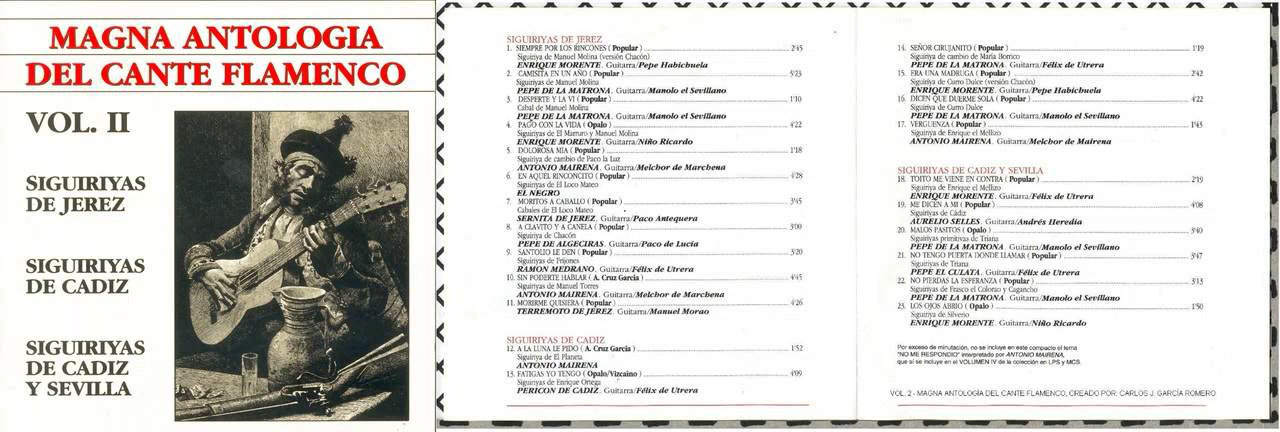 MAGNA ANTOLOGIA
DEL CANTE FLAMENCO
VOL. II
SIGUIRIYAS
DE JEREZ
SIGUIRIYAS
DE CADIZ
SIGUIRIYAS
DE CADIZ
Y SEVILLA
SIGUIRIYAS DE JEREZ
1. SIEMPRE POR LOS RINCONES ( Popular ) 2'45
Siguiriya de Manuel Molina (versión Chacón)
ENRIQUE MORENTE. Guitarra/Pepe Habichuela
2. CAMISITA EN UN AÑO ( Popular ) 5'23
Siguiriyas de Manuel Molina
PEPE DE LA MATRONA. Guitarra/Manolo el Sevillano
3. DESPERTE Y LA VI ( Popular ) 1'10
Cabal de Manuel Molina
PEPE DE LA MATRONA. Guitarra/Manolo el Sevillano
4. PAGO CON LA VIDA ( Opalo ) 4'22
Siguiriyas de El Marruro y Manuel Molina
ENRIQUE MORENTE. Guitarra/Niño Ricardo
5. DOLOROSA MIA ( Popular ) 1'18
Siguiriya de cambio de Paco la Luz
ANTONIO MAIRENA. Guitarra/Melchor de Marchena
6. EN AQUEL RINCONCITO ( Popular ) 4'28
Siguiriyas de El Loco Mateo
EL NEGRO
7. MORITOS A CABALLO ( Popular ) 3'45
Cabales de El Loco Mateo
SERNITA DE JEREZ. Guitarra/Paco Antequera
8. A CLAVITO Y A CANELA ( Popular ) 3'00
Siguiriya de Chacón
PEPE DE ALGECIRAS. Guitarra/Paco de Lucía
9. SANTOLIO LE DEN ( Popular ) 3'20
Siguiriyas de Frijones
RAMON MEDRANO. Guitarra/Félix de Utrera
10. SIN PODERTE HABLAR ( A. Cruz García ) 4'45
Siguiriyas de Manuel Torres
ANTONIO MAIRENA. Guitarra/Melchor de Marchena
11. MORIRME QUISIERA ( Popular ) 4'26
TERREMOTO DE JEREZ. Guitarra/Manuel Morao
SIGUIRIYAS DE CADIZ
12. A LA LUNA LE PIDO ( A. Cruz García ) 1'52
Siguiriya de El Planeta
ANTONIO MAIRENA
13. FATIGAS YO TENGO ( Opalo/Vizcaino ) 4'09
Siguiriyas de Enrique Ortega
PERICON DE CADIZ. Guitarra/Félix de Utrera
14. SEÑOR CIRUJANITO ( Popular ) 1'19
Siguiriya de cambio de María Borrico
PEPE DE LA MATRONA. Guitarra/Félix de Utrera
15. ERA UNA MADRUGA ( Popular ) 2'42
Siguiriya de Curro Dulce (versión Chacón)
ENRIQUE MORENTE. Guitarra/Pepe Habichuela
16. DICEN QUE DUERME SOLA ( Popular ) 4'22
Siguiriya de Curro Dulce
PEPE DE LA MATRONA. Guitarra/Manolo el Sevillano
17. VERGUENZA ( Popular ) 1'43
Siguiriya de Enrique el Mellizo
ANTONIO MAIRENA. Guitarra/Melchor de Mairena
SIGUIRIYAS DE CADIZ Y SEVILLA
18. TOITO ME VIENE EN CONTRA ( Popular ) 2'19
Siguiriya de Enrique el Mellizo
ENRIQUE MORENTE. Guitarra/Félix de Utrera
19. ME DICEN A MI ( Popular ) 4'08
Siguiriyas de Cádiz
AURELIO SELLES. Guitarra/Andrés Heredia
20. MALOS PASITOS ( Opalo ) 3'40
Siguiriyas primitivas de Triana
PEPE DE LA MATRONA. Guitarra/Manolo el Sevillano
21. NO TENGO PUERTA DONDE LLAMAR ( Popular ) 3'47
Siguiriyas de Triana
PEPE EL CULATA. Guitarra/Félix de Utrera
22. NO PIERDAS LA ESPERANZA ( Popular ) 3'13
Siguiriyas de Frasco el Colorao y Cagancho
PEPE DE LA MATRONA. Guitarra/Manolo el Sevillano
23. LOS OJOS ABRIO ( Opalo ) 1'50
Siguiriya de Silverio
ENRIQUE MORENTE. Guitarra/Niño Ricardo
Por exceso de minutación, no se incluye en este compacto el tema
"NO ME RESPONDIO" interpretado por ANTONIO MAIRENA,
que sí se incluye en el VOLUMEN IV de la colección en LPS y MCS.
VOL. 2 - MAGNA ANTOLOGÍA DEL CANTE FLAMENCO, CREADO POR: CARLOS J. GARCÍA ROMERO